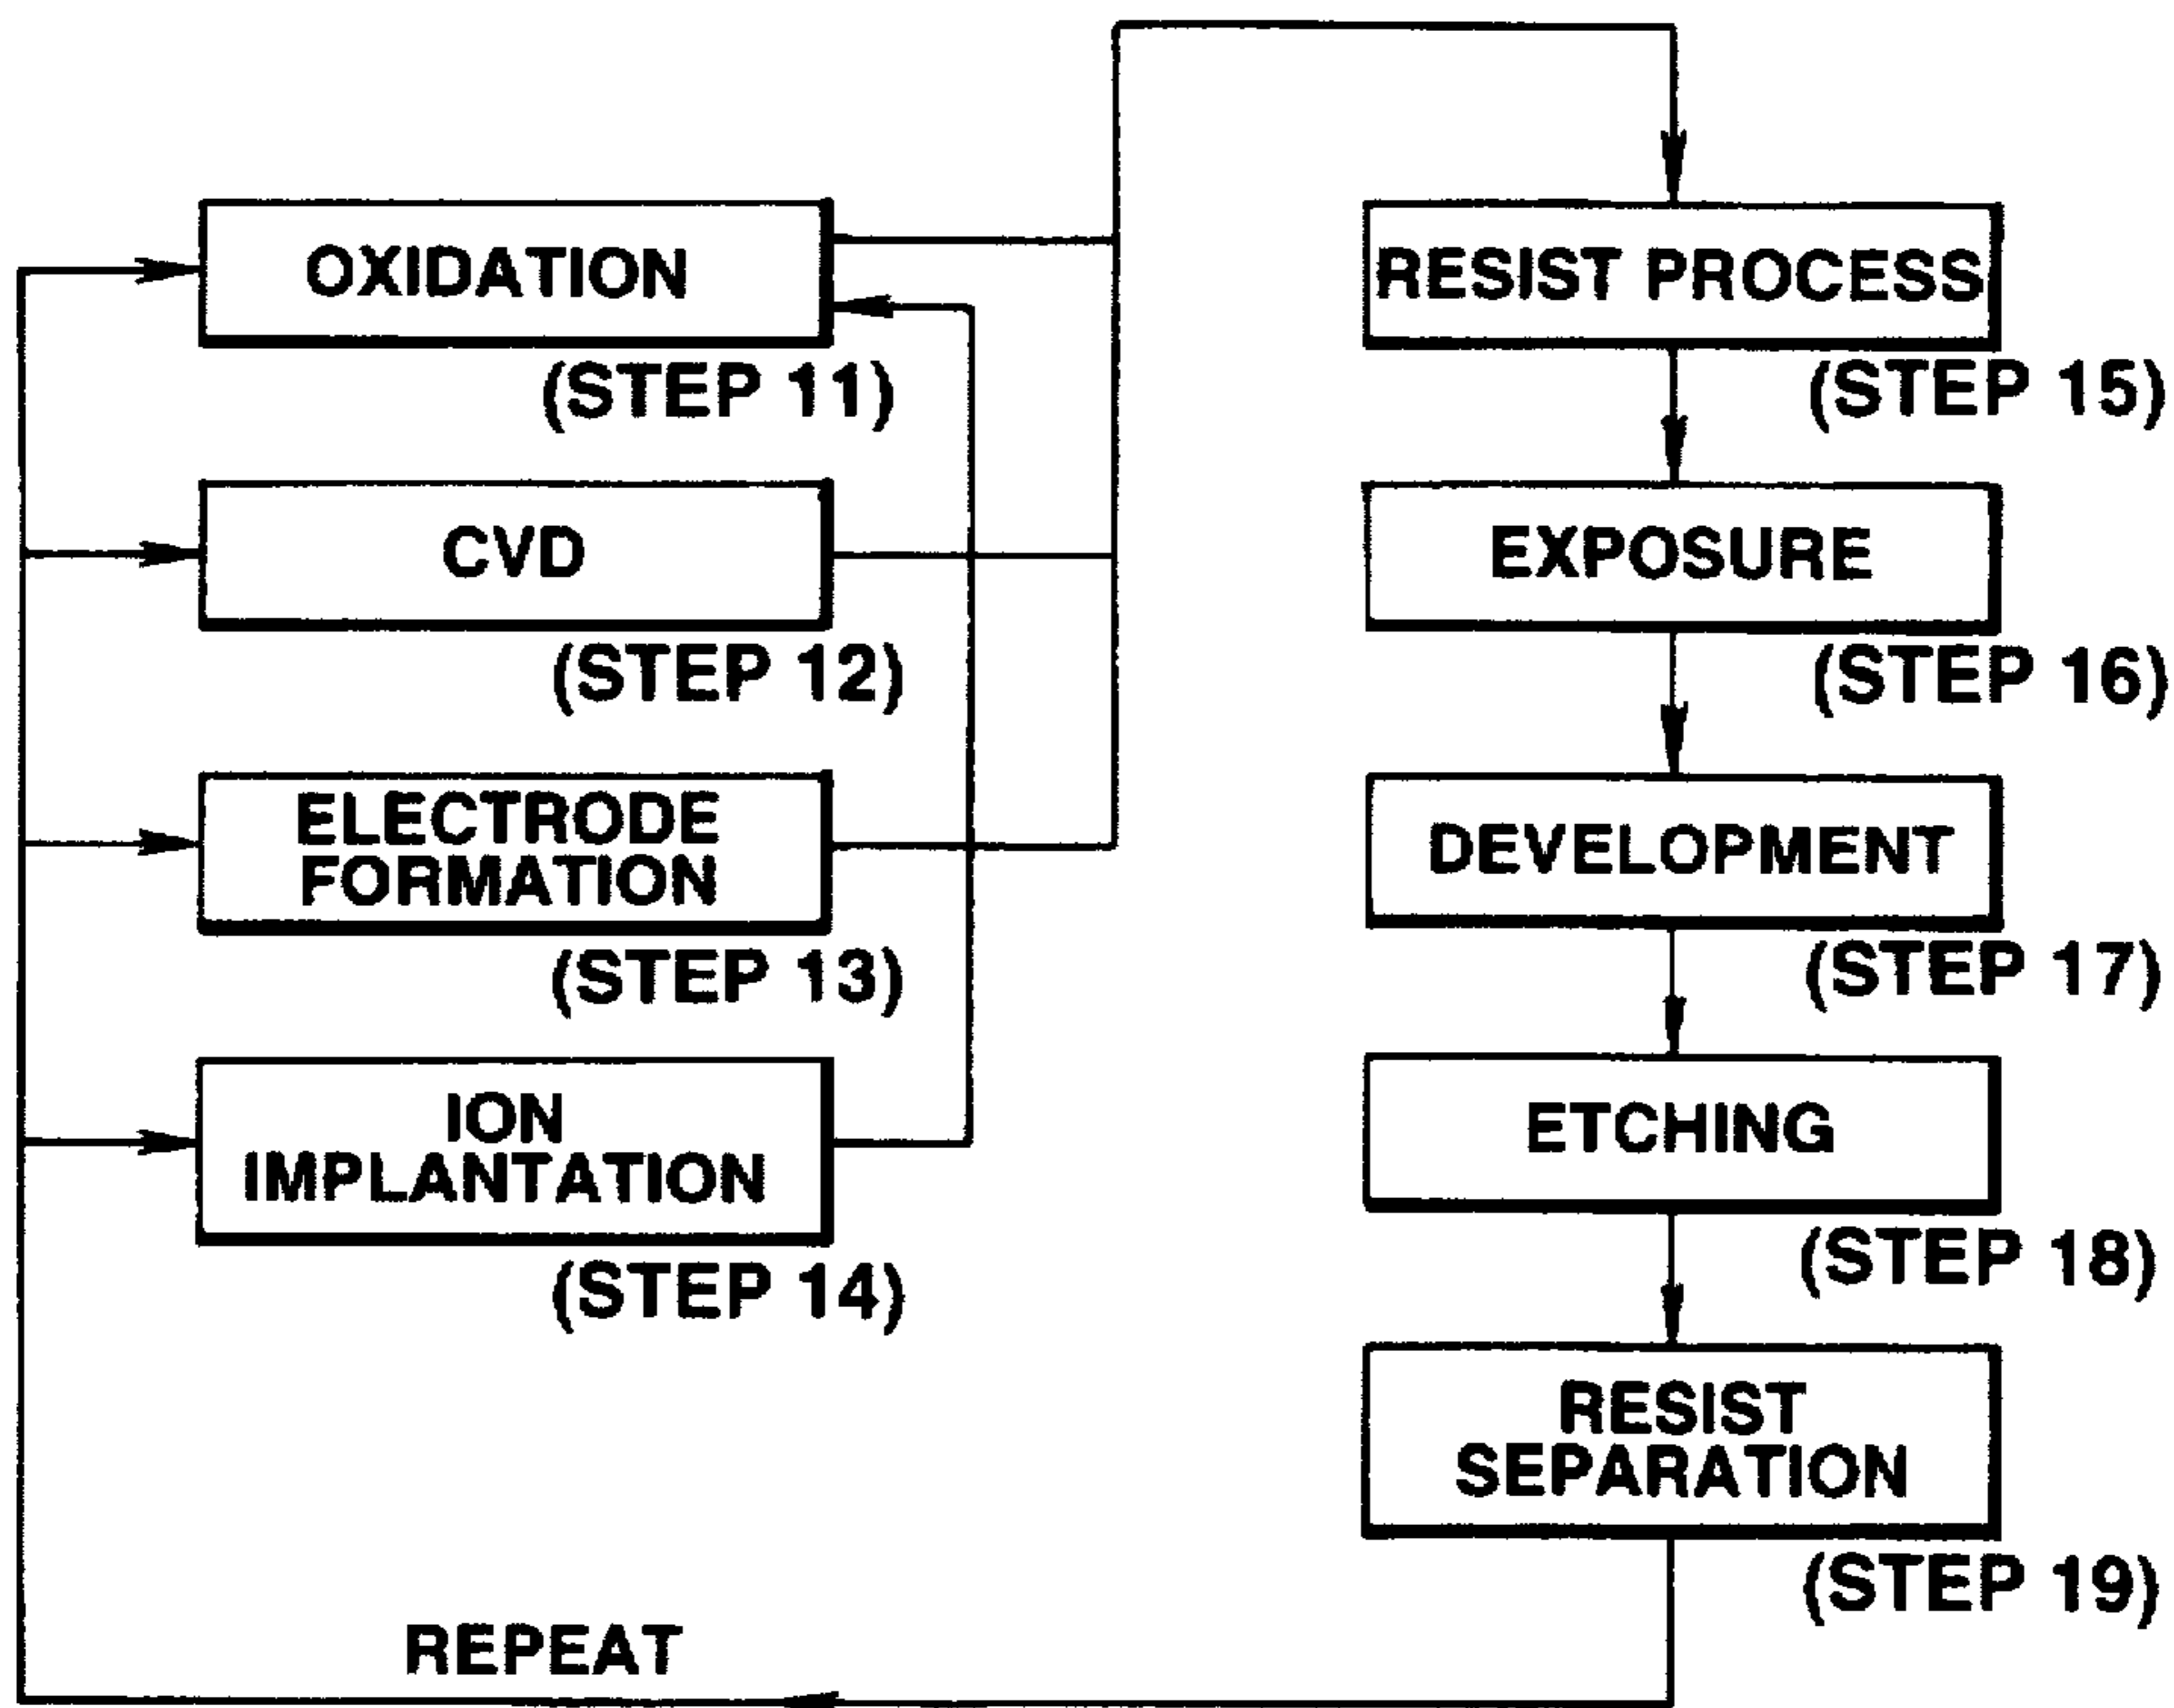 OXIDATION
(STEP 11)
CVD
(STEP 12)
ELECTRODE
FORMATION
(STEP 13)
ION
IMPLANTATION
(STEP 14)
RESIST PROCESS
(STEP 15)
EXPOSURE
(STEP 16)
DEVELOPMENT
(STEP 17)
ETCHING
(STEP 18)
RESIST
SEPARATION
(STEP 19)
REPEAT